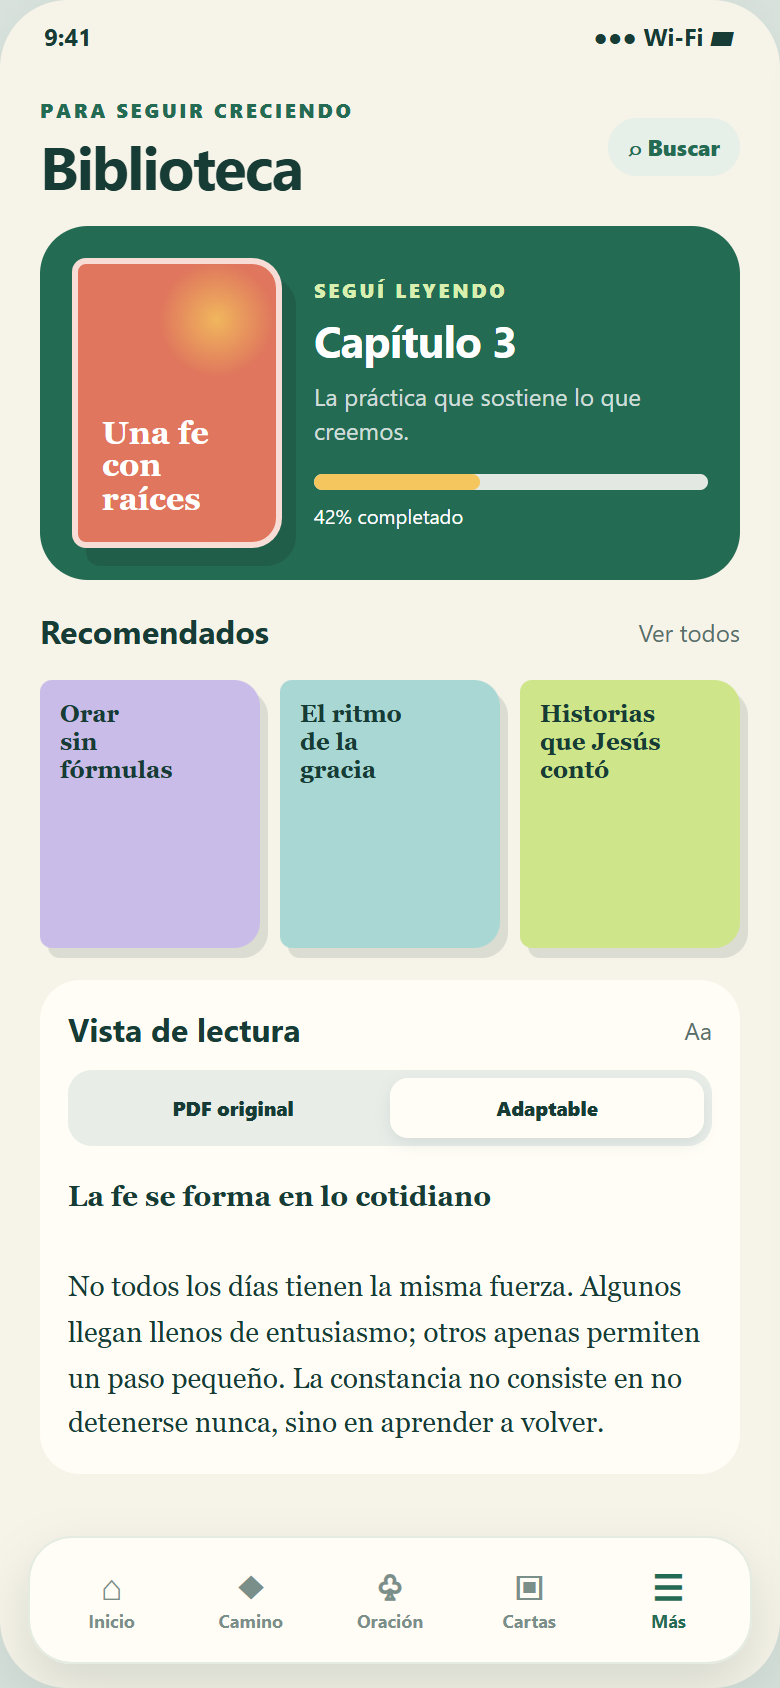 9:41
Wi-Fi
PARA SEGUIR CRECIENDO
Biblioteca
Buscar
Una fe
con
raíces
SEGUÍ LEYENDO
Capítulo 3
La práctica que sostiene lo que
creemos.
42% completado
Recomendados
Ver todos
Orar
sin
fórmulas
El ritmo
de la
gracia
Historias
que Jesús
contó
Vista de lectura
Aa
PDF original
Adaptable
La fe se forma en lo cotidiano
No todos los días tienen la misma fuerza. Algunos
llegan llenos de entusiasmo; otros apenas permiten
un paso pequeño. La constancia no consiste en no
detenerse nunca, sino en aprender a volver.
Inicio
Camino
Oración
Cartas
Más